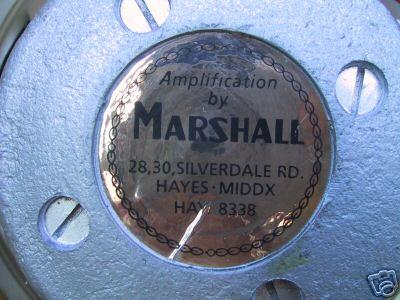 Amplification
by
MARSHALL
28,30,SILVERDALE RD.
HAYES·MIDDX
HAY 8338